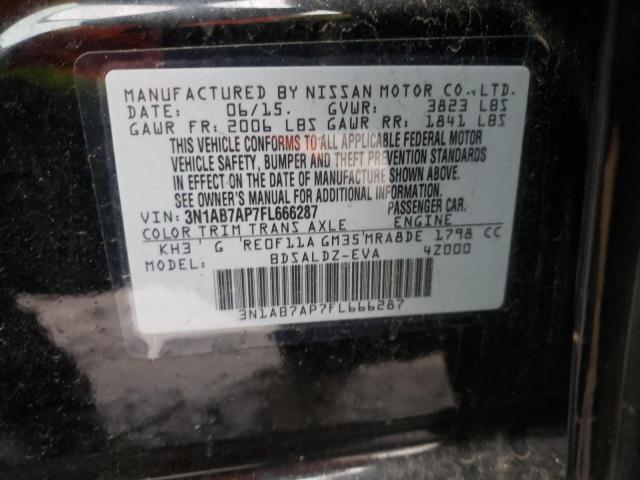 MANUFACTURED BY NISSAN MOTOR CO.,LTD.
DATE: 06/15. GVWR: 3823 LBS
GAWR FR: 2006 LBS GAWR RR: 1841 LBS
THIS VEHICLE CONFORMS TO ALL APPLICABLE FEDERAL MOTOR
VEHICLE SAFETY, BUMPER AND THEFT PREVENTION STANDARDS
IN EFFECT ON THE DATE OF MANUFACTURE SHOWN ABOVE.
SEE OWNER'S MANUAL FOR ADDITIONAL INFORMATION.
VIN: 3N1AB7AP7FL666287 PASSENGER CAR.
COLOR TRIM TRANS AXLE ENGINE
KH3 G RE0F11A GM35 MRA8DE 1798 CC
MODEL: BDSALDZ-EVA 42000
3N1AB7AP7FL666287